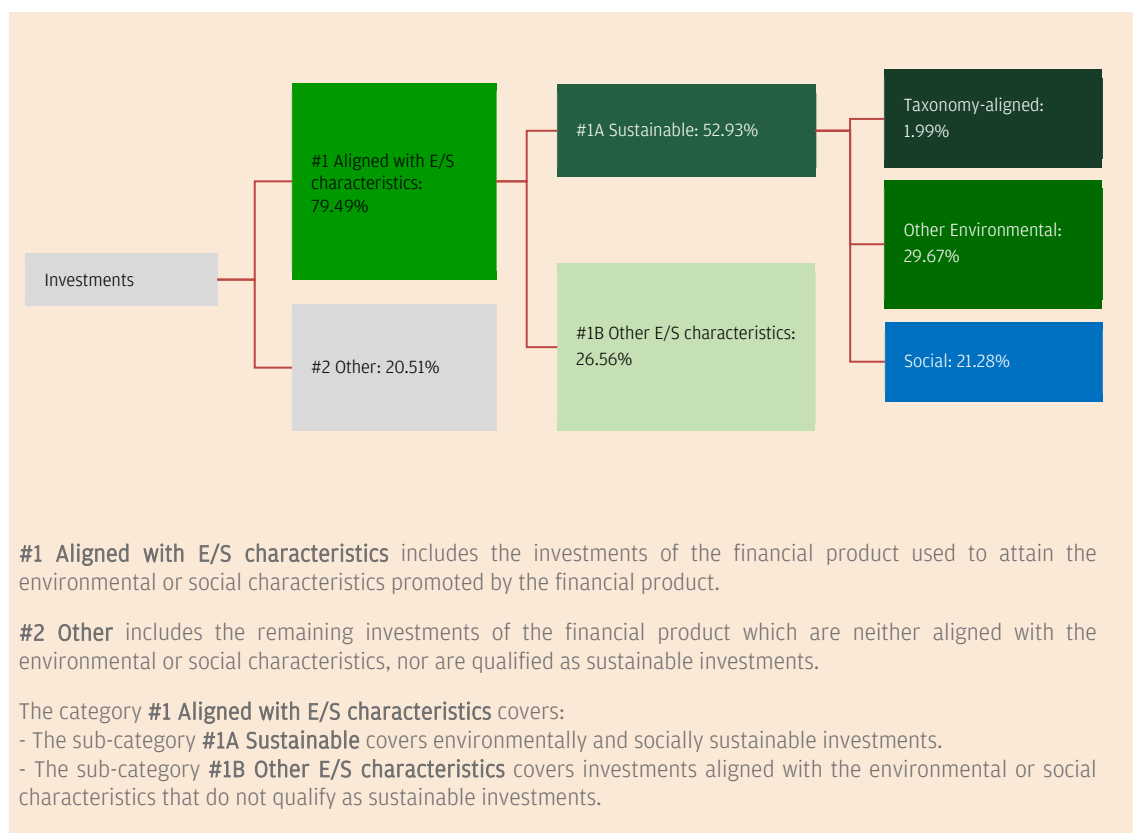 Investments
#1 Aligned with E/S
characteristics:
79.49%
#2 Other: 20.51%
#1A Sustainable: 52.93%
#1B Other E/S characteristics:
26.56%
Taxonomy-aligned:
1.99%
Other Environmental:
29.67%
Social: 21.28%
#1 Aligned with E/S characteristics includes the investments of the financial product used to attain the
environmental or social characteristics promoted by the financial product.
#2 Other includes the remaining investments of the financial product which are neither aligned with the
environmental or social characteristics, nor are qualified as sustainable investments.
The category #1 Aligned with E/S characteristics covers:
- The sub-category #1A Sustainable covers environmentally and socially sustainable investments.
- The sub-category #1B Other E/S characteristics covers investments aligned with the environmental or social
characteristics that do not qualify as sustainable investments.